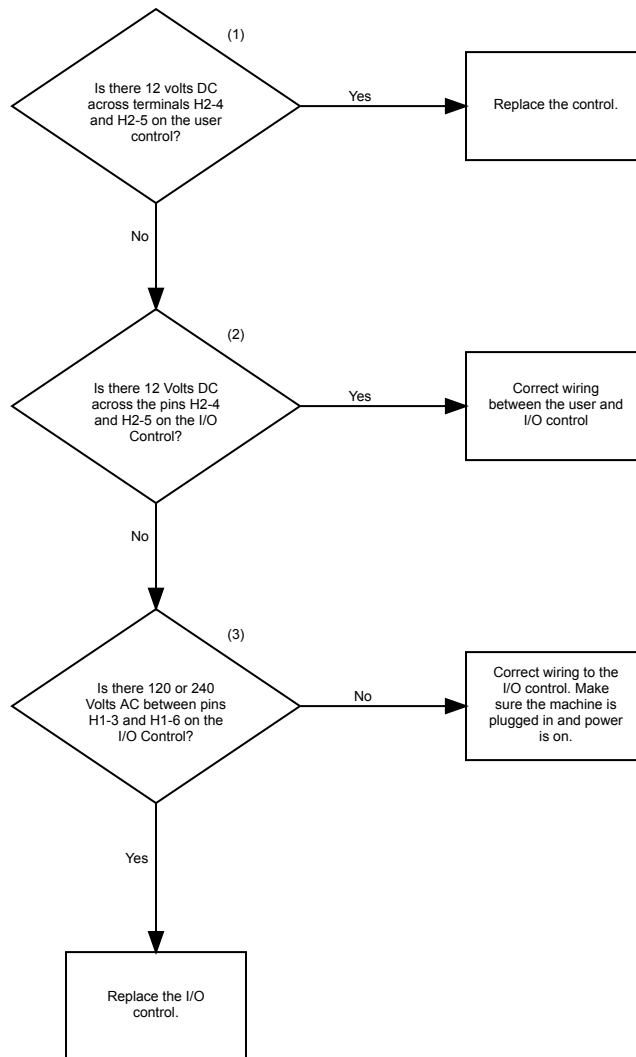 (1)
Is there 12 volts DC
across terminals H2-4
and H2-5 on the user
control?
Yes
Replace the control.
No
(2)
Is there 12 Volts DC
across the pins H2-4
and H2-5 on the I/O
Control?
Yes
Correct wiring
between the user and
I/O control
No
(3)
Is there 120 or 240
Volts AC between pins
H1-3 and H1-6 on the
I/O Control?
No
Correct wiring to the
I/O control. Make
sure the machine is
plugged in and power
is on.
Yes
Replace the I/O
control.